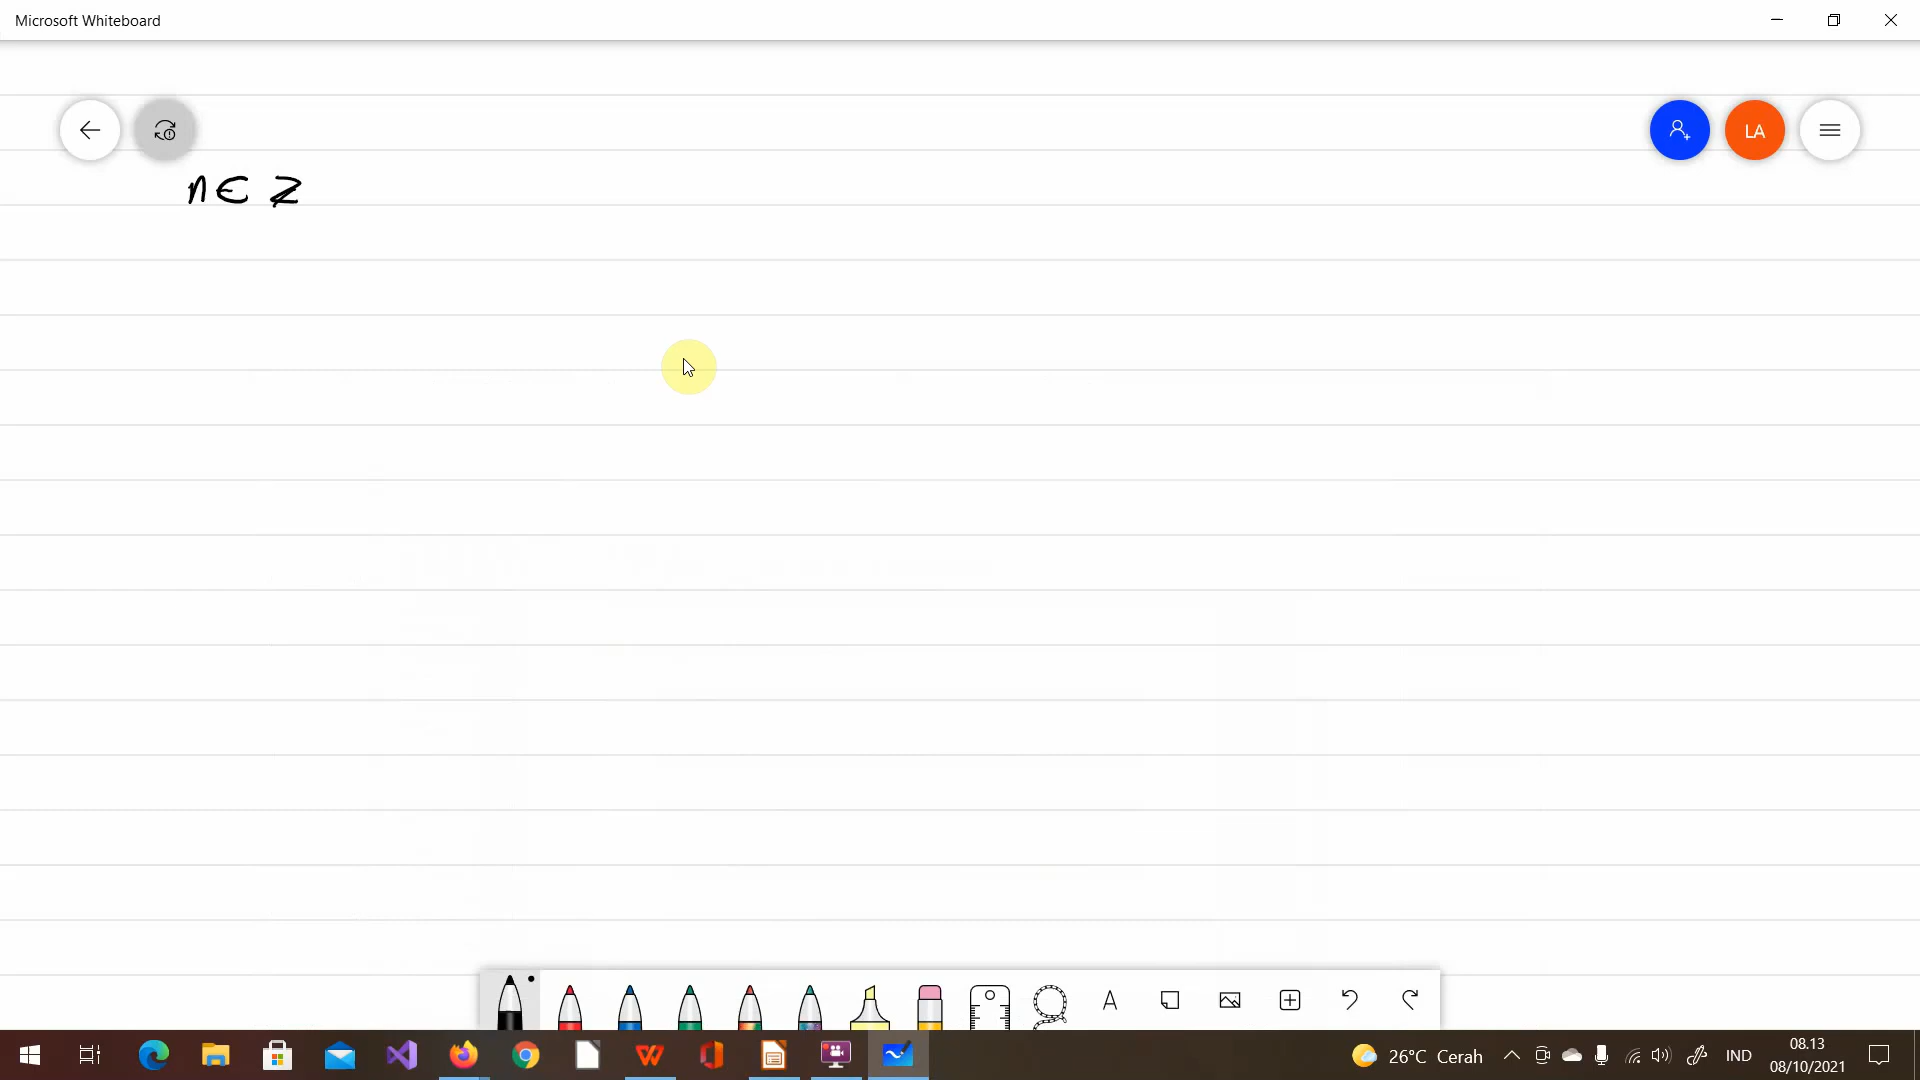 Microsoft Whiteboard
LA
n ∈ Z
A
26°C Cerah
IND
08.13
08/10/2021